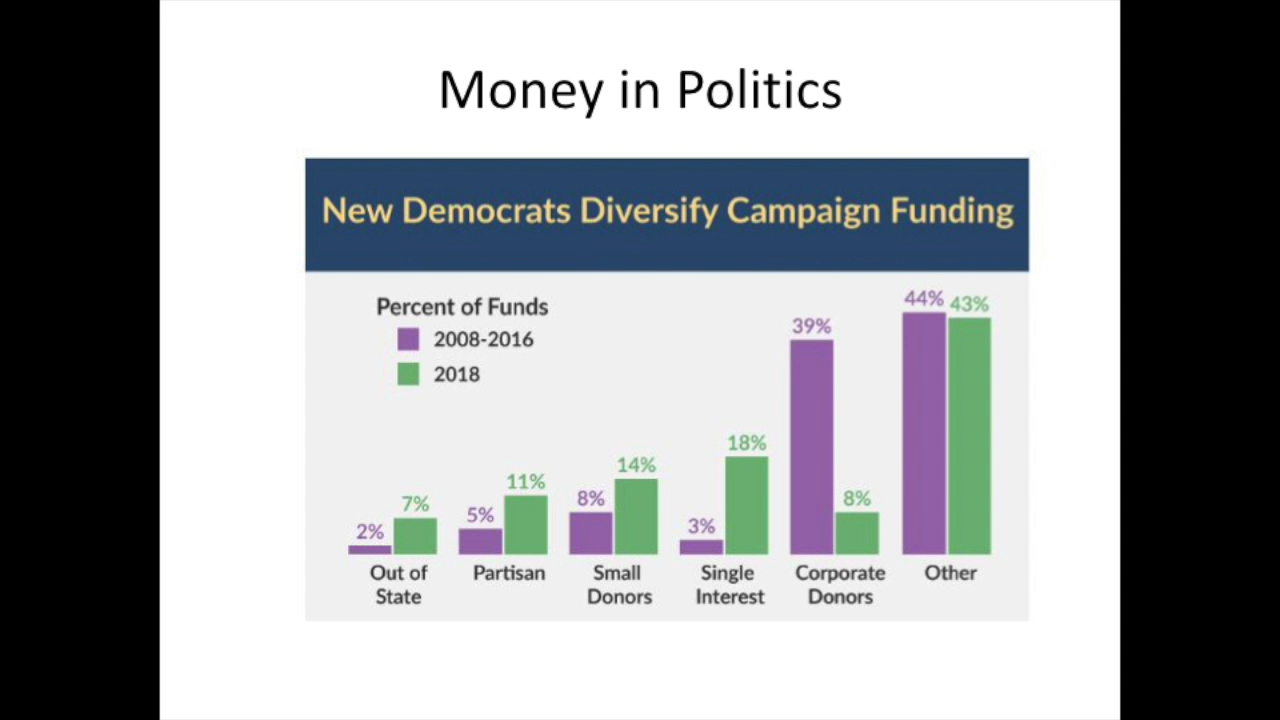 Money in Politics
New Democrats Diversify Campaign Funding
Percent of Funds
2008-2016
2018
2%
7%
5%
11%
8%
14%
3%
18%
39%
8%
44%
43%
Out of
State
Partisan
Small
Donors
Single
Interest
Corporate
Donors
Other